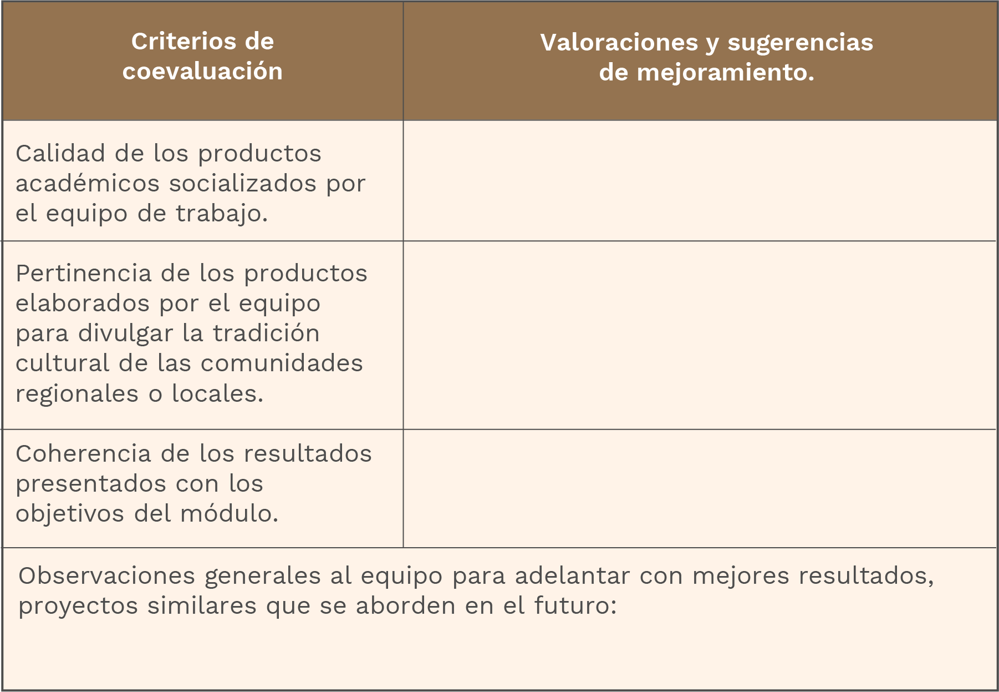 Criterios de
coevaluación
Valoraciones y sugerencias
de mejoramiento.
Calidad de los productos
académicos socializados por
el equipo de trabajo.
Pertinencia de los productos
elaborados por el equipo
para divulgar la tradición
cultural de las comunidades
regionales o locales.
Coherencia de los resultados
presentados con los
objetivos del módulo.
Observaciones generales al equipo para adelantar con mejores resultados,
proyectos similares que se aborden en el futuro: